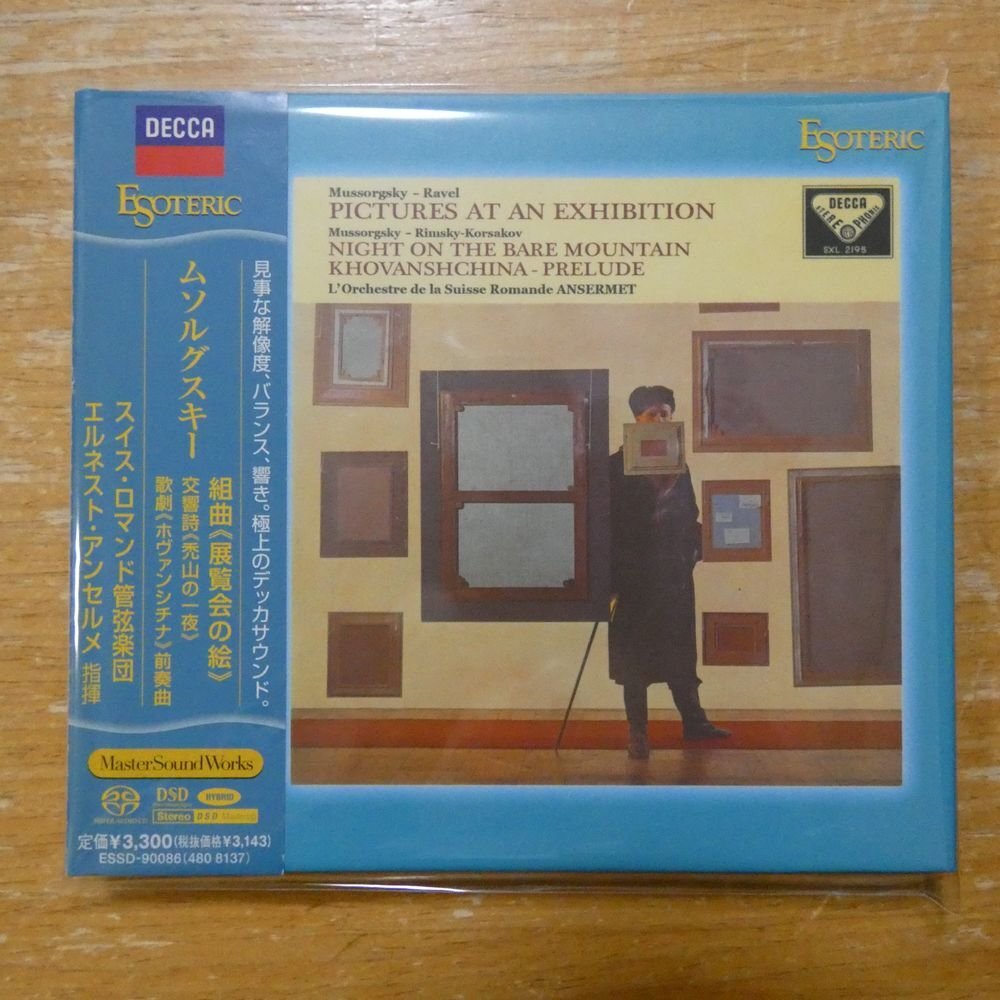 DECCA
ESOTERIC
見事な解像度、バランス、響き。極上のデッカサウンド。
ムソルグスキー
組曲《展覧会の絵》
交響詩《禿山の一夜》
歌劇《ホヴァンシチナ》前奏曲
スイス・ロマンド管弦楽団
エルネスト・アンセルメ 指揮
MasterSoundWorks
SUPER AUDIO CD
DSD
HYBRID
Stereo
DSD Mastering
定価¥3,300(税抜価格¥3,143)
ESSD-90086(480 8137)
ESOTERIC
Mussorgsky – Ravel
PICTURES AT AN EXHIBITION
Mussorgsky – Rimsky-Korsakov
NIGHT ON THE BARE MOUNTAIN
KHOVANSHCHINA – PRELUDE
L'Orchestre de la Suisse Romande ANSERMET
DECCA
STEREOPHONIC
SXL 2195